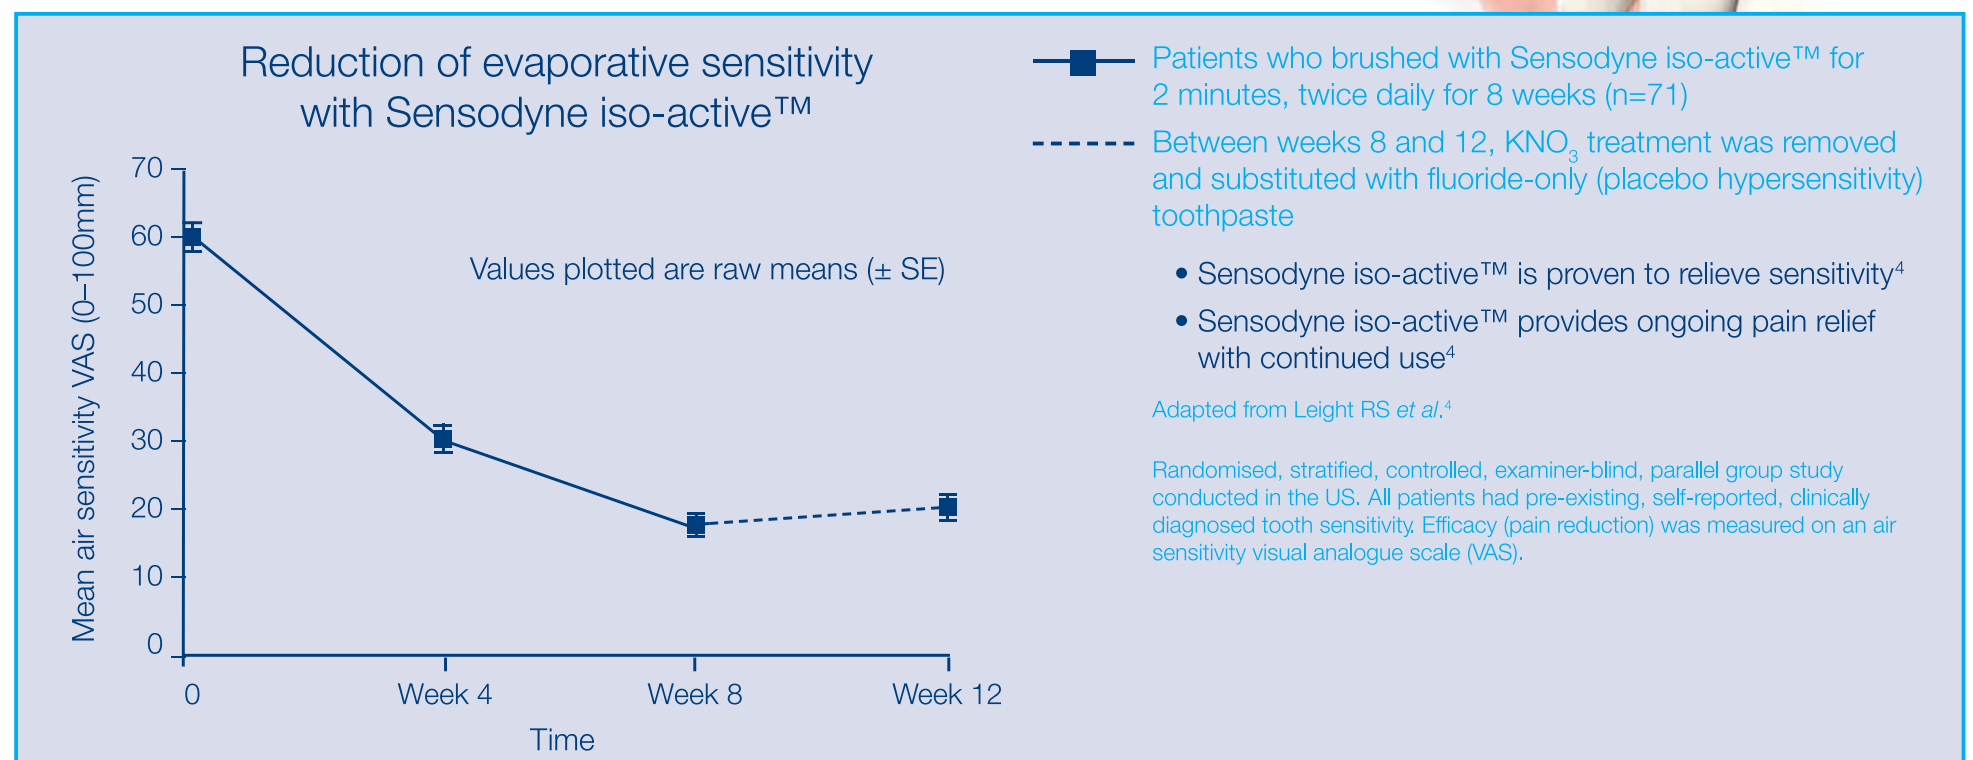 Reduction of evaporative sensitivity
with Sensodyne iso-active™
Mean air sensitivity VAS (0–100mm)
70
60
50
40
30
20
10
0
Values plotted are raw means (± SE)
0
Week 4
Week 8
Week 12
Time
Patients who brushed with Sensodyne iso-active™ for
2 minutes, twice daily for 8 weeks (n=71)
Between weeks 8 and 12, KNO₃ treatment was removed
and substituted with fluoride-only (placebo hypersensitivity)
toothpaste
• Sensodyne iso-active™ is proven to relieve sensitivity⁴
• Sensodyne iso-active™ provides ongoing pain relief
with continued use⁴
Adapted from Leight RS et al.⁴
Randomised, stratified, controlled, examiner-blind, parallel group study
conducted in the US. All patients had pre-existing, self-reported, clinically
diagnosed tooth sensitivity. Efficacy (pain reduction) was measured on an air
sensitivity visual analogue scale (VAS).